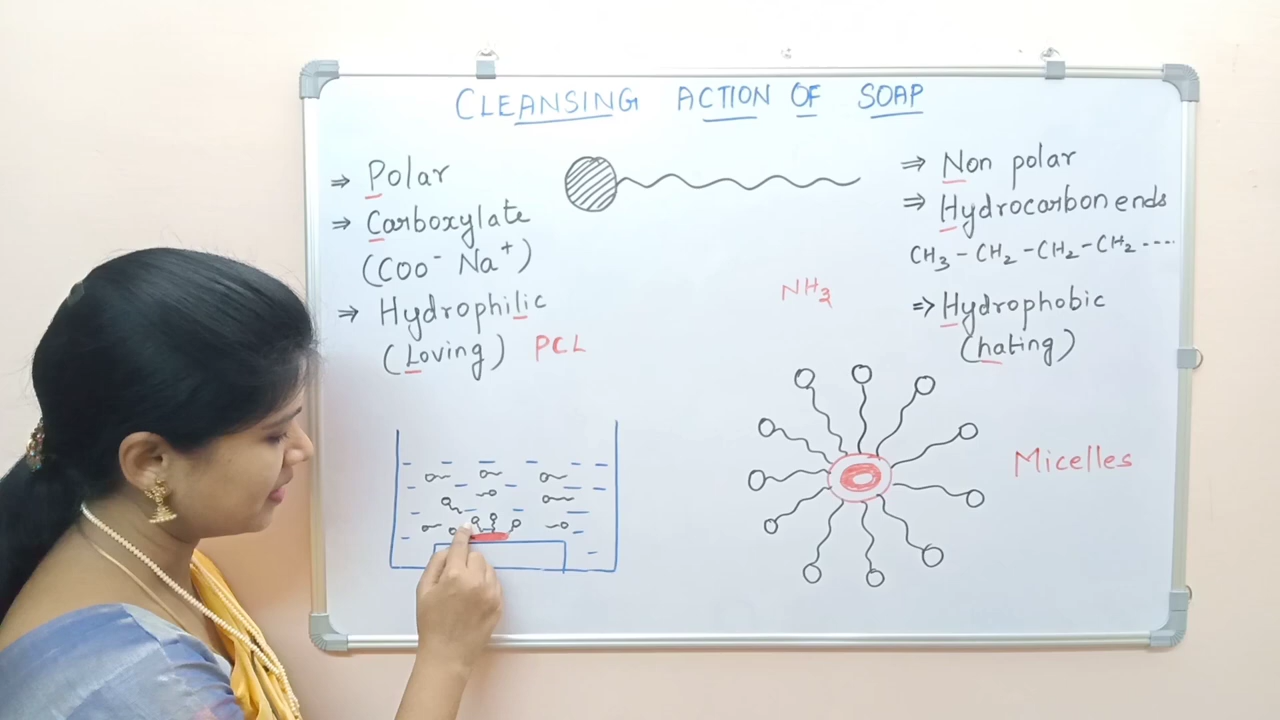 CLEANSING ACTION OF SOAP
⇒ Polar
⇒ Carboxylate
(COO⁻ Na⁺)
⇒ Hydrophilic
(Loving) PCL
⇒ Non polar
⇒ Hydrocarbon ends
CH₃ - CH₂ - CH₂ - CH₂ ----
⇒ Hydrophobic
(hating)
NH₃
Micelles